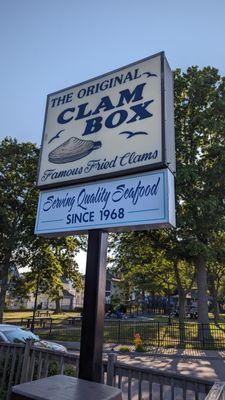 THE ORIGINAL
CLAM
BOX
Famous Fried Clams
Serving Quality Seafood
SINCE 1968